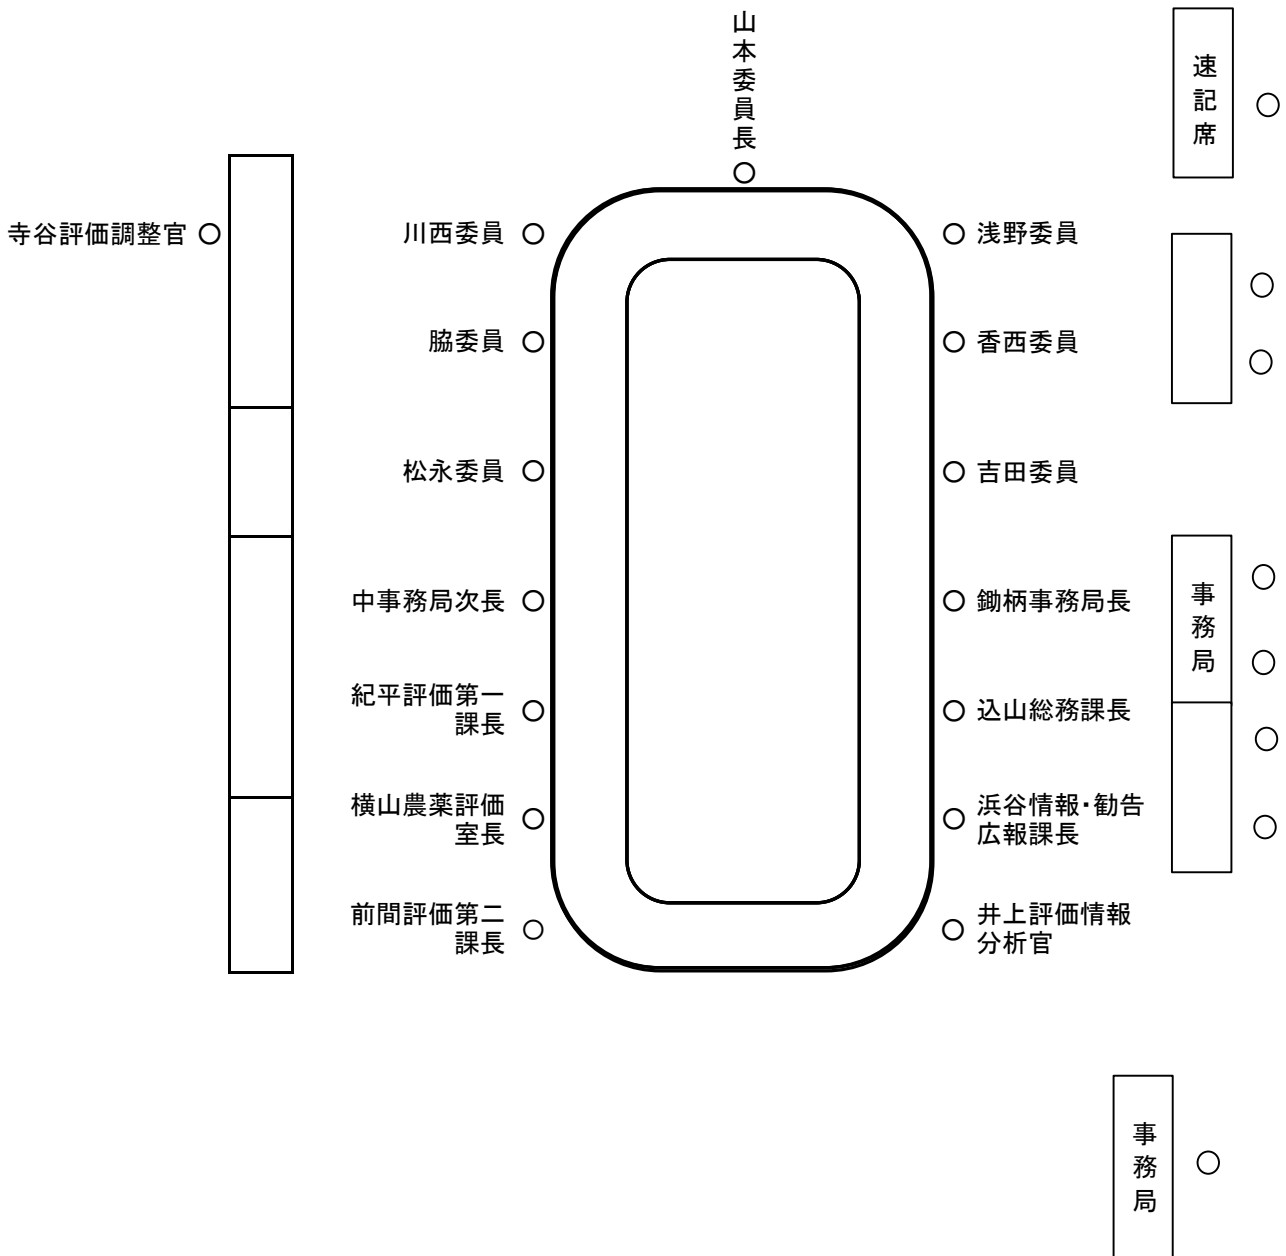 山本委員長
速記席
寺谷評価調整官
川西委員
浅野委員
脇委員
香西委員
松永委員
吉田委員
中事務局次長
鋤柄事務局長
事務局
紀平評価第一
課長
込山総務課長
横山農薬評価
室長
浜谷情報・勧告
広報課長
前間評価第二
課長
井上評価情報
分析官
事務局